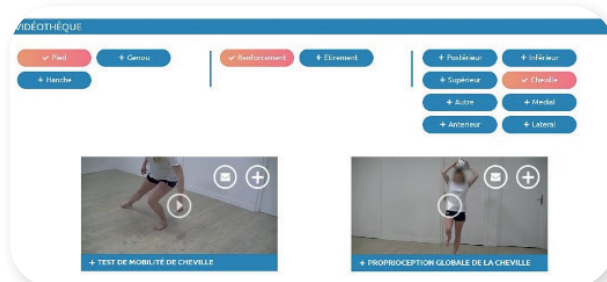 VIDÉOTHÈQUE
✓ Pied + Genou ✓ Renforcement + Etirement + Postérieur + Inférieur
+ Hanche + Supérieur ✓ Cheville
+ Autre + Medial
+ Anterieur + Lateral
+ TEST DE MOBILITÉ DE CHEVILLE + PROPRIOCEPTION GLOBALE DE LA CHEVILLE